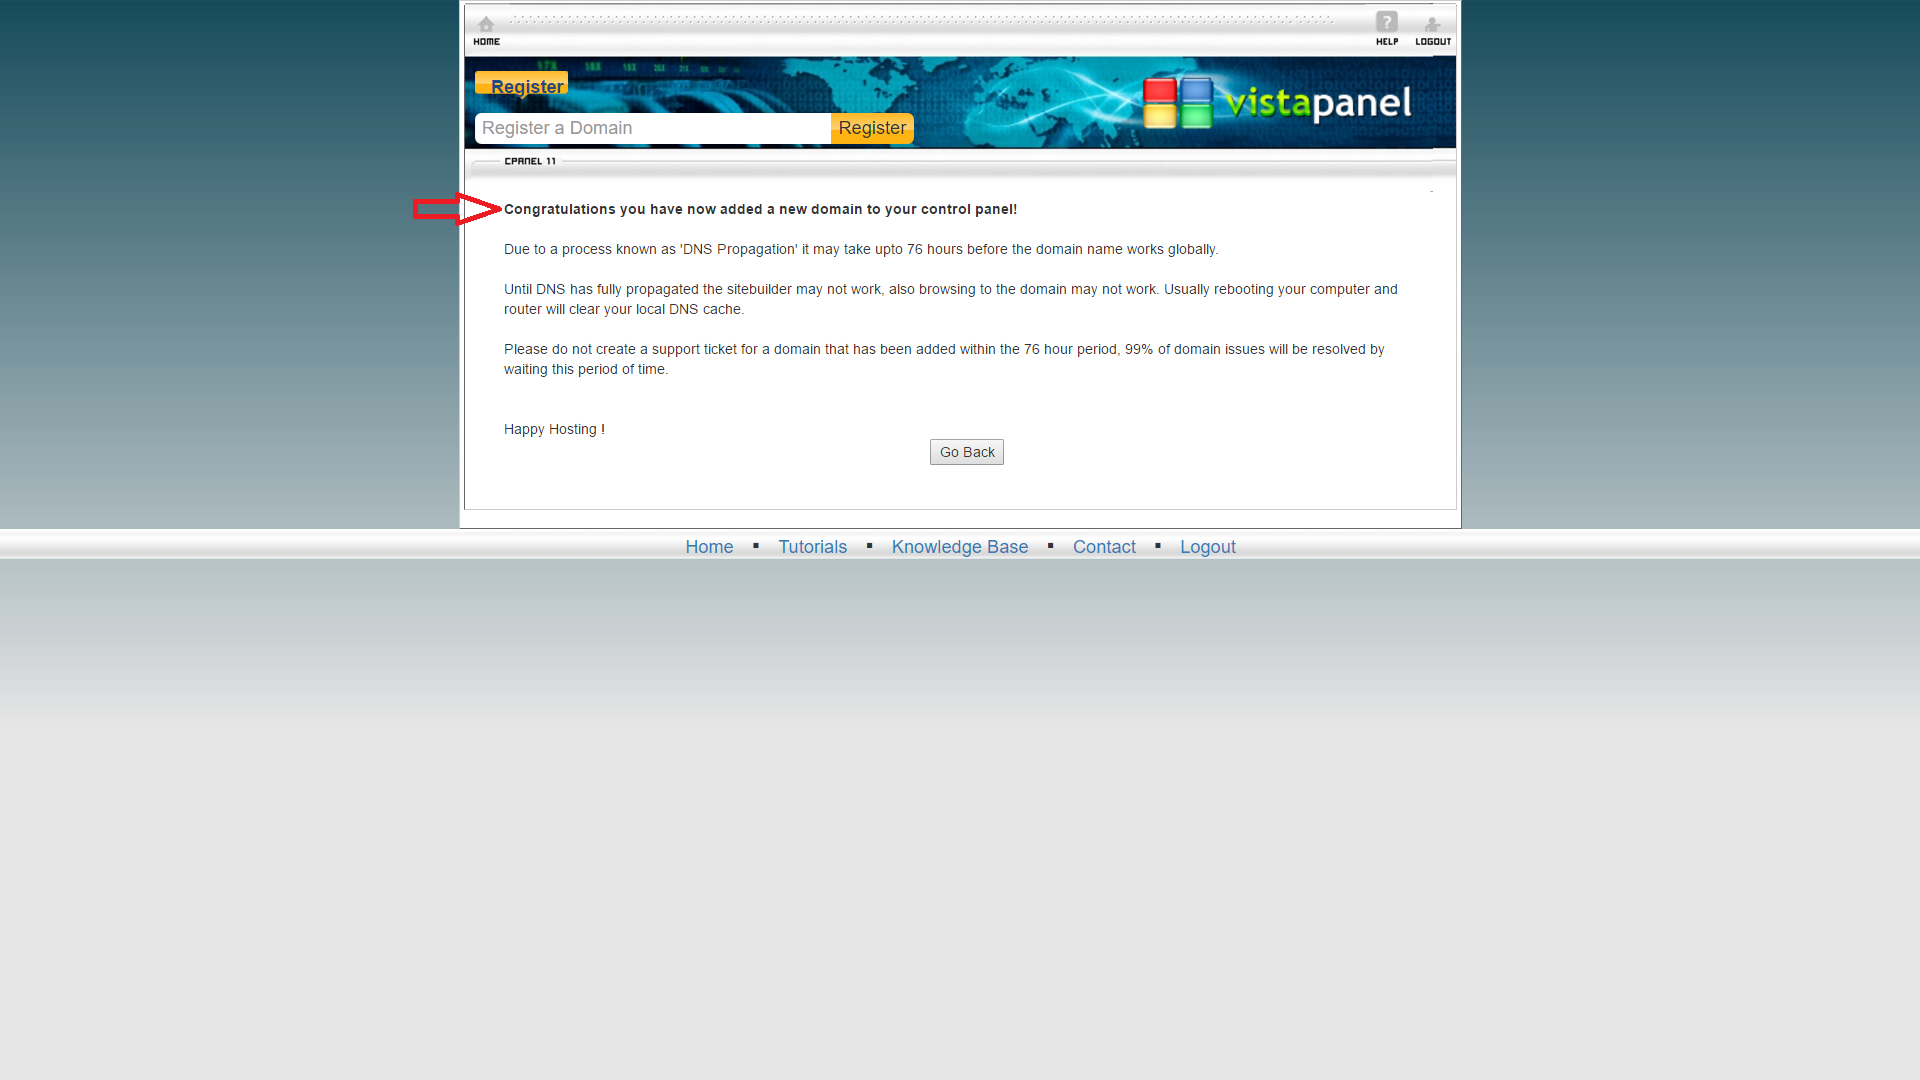 HOME
HELP LOGOUT
17X 18X 19X 20X 21X
Register
Register a Domain Register
vistapanel
CPANEL 11
Congratulations you have now added a new domain to your control panel!
Due to a process known as 'DNS Propagation' it may take upto 76 hours before the domain name works globally.
Until DNS has fully propagated the sitebuilder may not work, also browsing to the domain may not work. Usually rebooting your computer and
router will clear your local DNS cache.
Please do not create a support ticket for a domain that has been added within the 76 hour period, 99% of domain issues will be resolved by
waiting this period of time.
Happy Hosting !
Go Back
Home ▪ Tutorials ▪ Knowledge Base ▪ Contact ▪ Logout